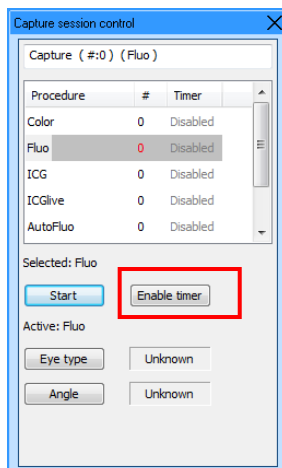 Capture session control
Capture ( #:0 ) ( Fluo )
Procedure # Timer
Color 0 Disabled
Fluo 0 Disabled
ICG 0 Disabled
ICGlive 0 Disabled
AutoFluo 0 Disabled
Selected: Fluo
Start Enable timer
Active: Fluo
Eye type Unknown
Angle Unknown